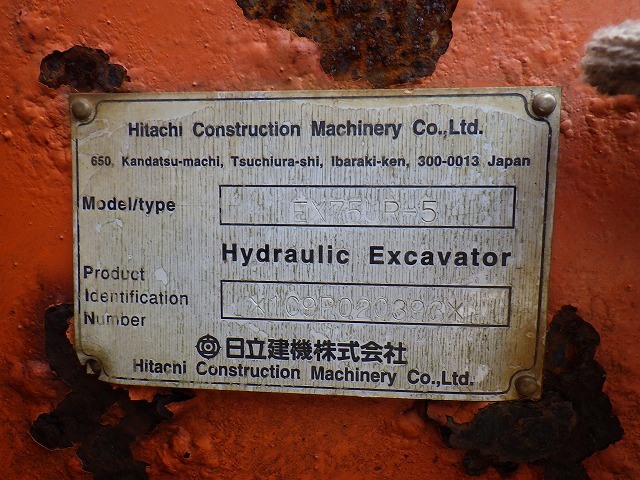 Hitachi Construction Machinery Co.,Ltd.
650, Kandatsu-machi, Tsuchiura-shi, Ibaraki-ken, 300-0013 Japan
Model/type EX75UR-5
Hydraulic Excavator
Product
Identification
Number *1G9P020393*
日立建機株式会社
Hitachi Construction Machinery Co.,Ltd.